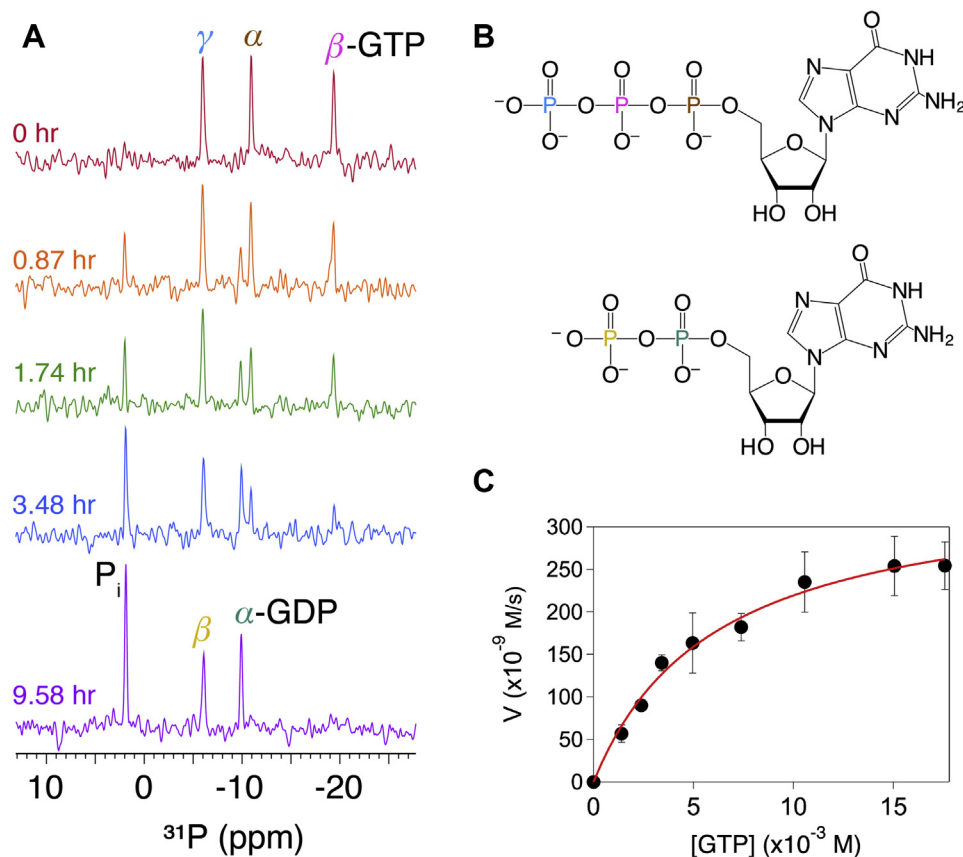 A
γ α β-GTP
0 hr
0.87 hr
1.74 hr
3.48 hr
Pi
β α-GDP
9.58 hr
10 0 -10 -20
³¹P (ppm)
B
O O O O
N NH
⁻O P O P O P O N N NH₂
O⁻ O⁻ O⁻ O
HO OH
O
O O N NH
⁻O P O P O N N NH₂
O⁻ O⁻ O
HO OH
C
300
250
200
150
100
50
0
V (x10⁻⁹ M/s)
0 5 10 15
[GTP] (x10⁻³ M)